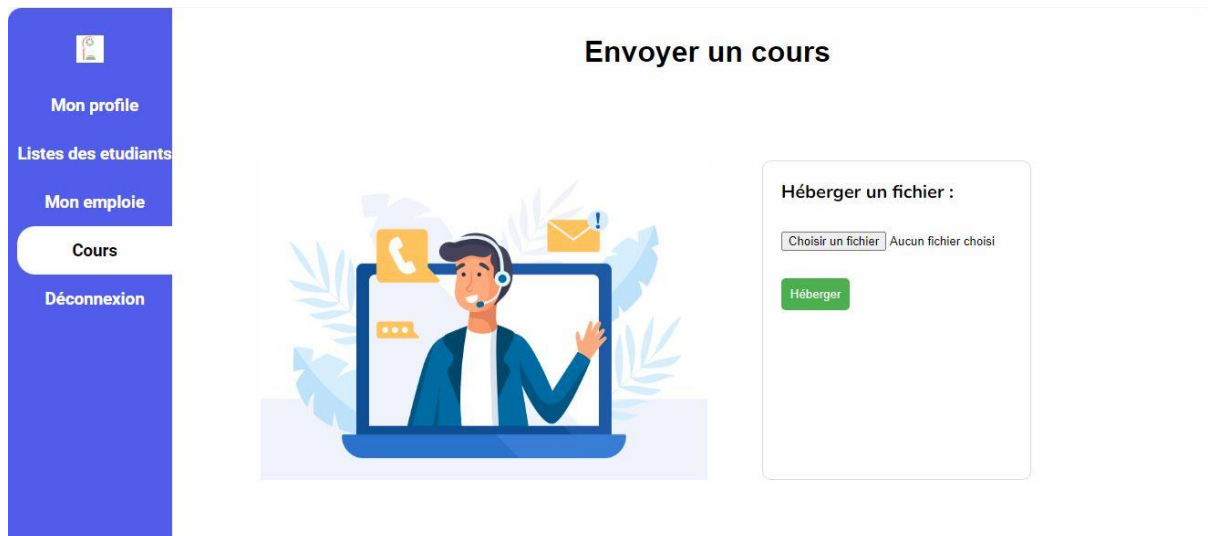 Envoyer un cours
Mon profile
Listes des etudiants
Mon emploie
Cours
Déconnexion
Héberger un fichier :
Choisir un fichier Aucun fichier choisi
Héberger